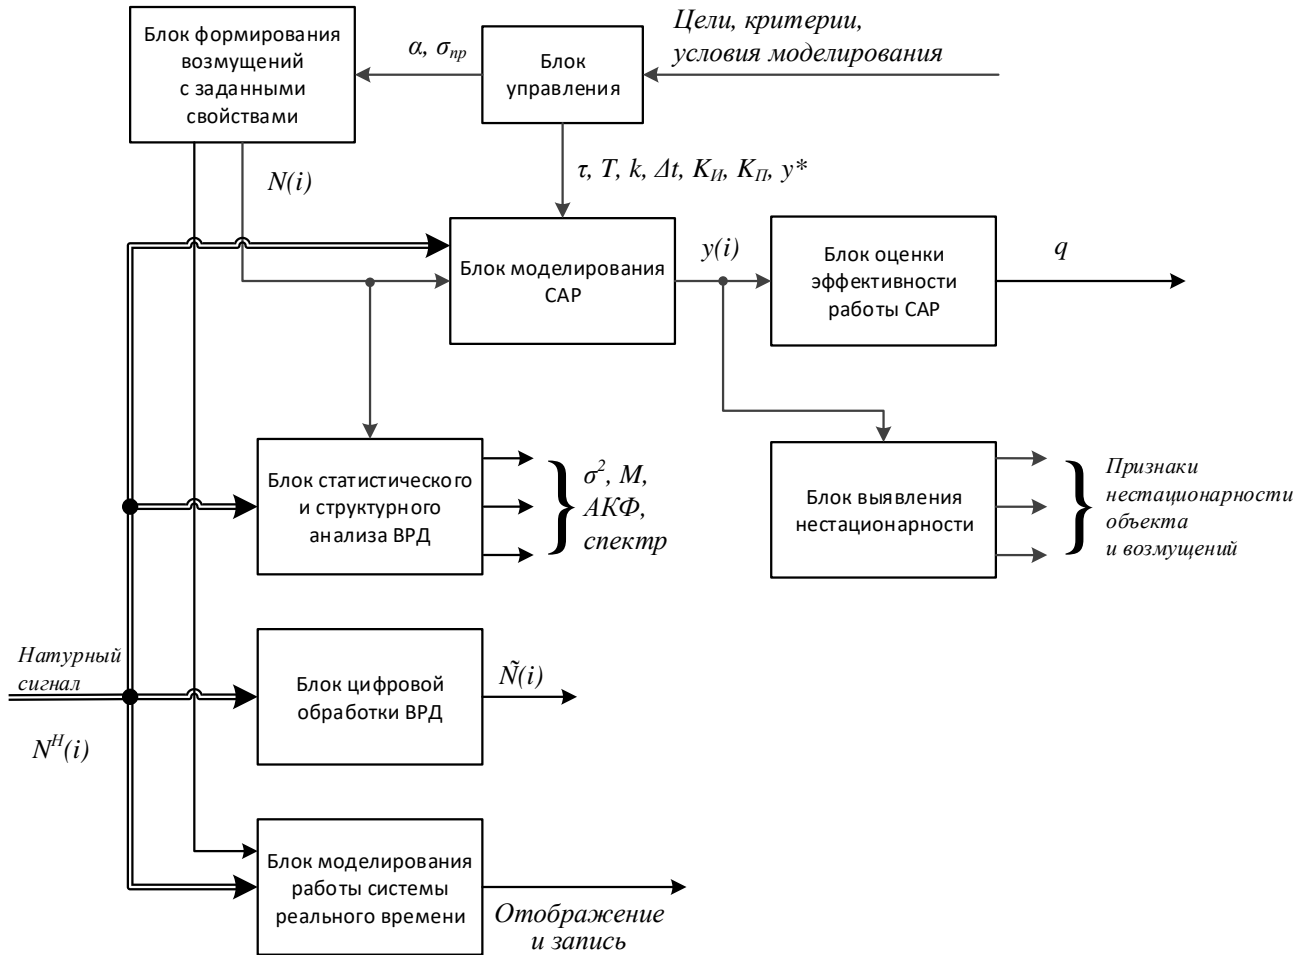 Блок формирования
возмущений
с заданными
свойствами
α, σпр
Блок
управления
Цели, критерии,
условия моделирования
N(i)
τ, T, k, Δt, KИ, KП, y*
Блок моделирования
САР
y(i)
Блок оценки
эффективности
работы САР
q
Блок статистического
и структурного
анализа ВРД
σ², M,
АКФ,
спектр
Блок выявления
нестационарности
Признаки
нестационарности
объекта
и возмущений
Натурный
сигнал
N^H(i)
Блок цифровой
обработки ВРД
Ñ(i)
Блок моделирования
работы системы
реального времени
Отображение
и запись